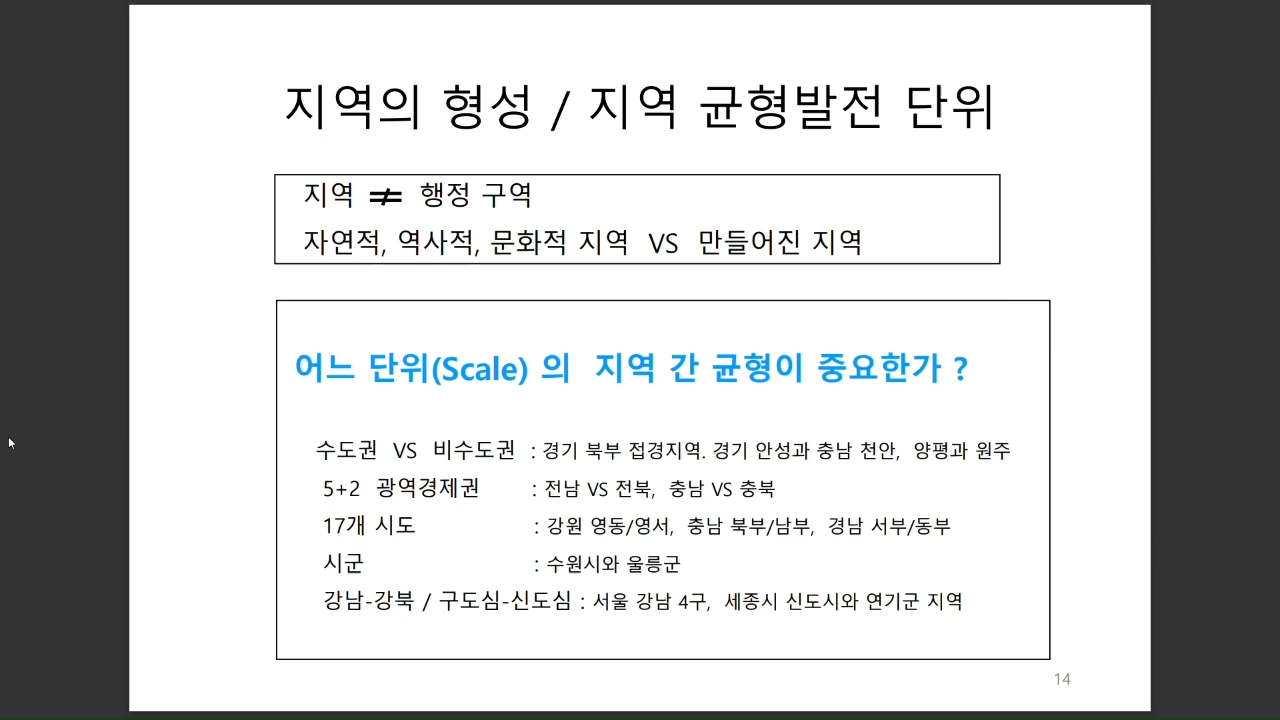 지역의 형성 / 지역 균형발전 단위
지역 ≠ 행정 구역
자연적, 역사적, 문화적 지역 VS 만들어진 지역
어느 단위(Scale) 의 지역 간 균형이 중요한가 ?
수도권 VS 비수도권 : 경기 북부 접경지역. 경기 안성과 충남 천안, 양평과 원주
5+2 광역경제권 : 전남 VS 전북, 충남 VS 충북
17개 시도 : 강원 영동/영서, 충남 북부/남부, 경남 서부/동부
시군 : 수원시와 울릉군
강남-강북 / 구도심-신도심 : 서울 강남 4구, 세종시 신도시와 연기군 지역
14